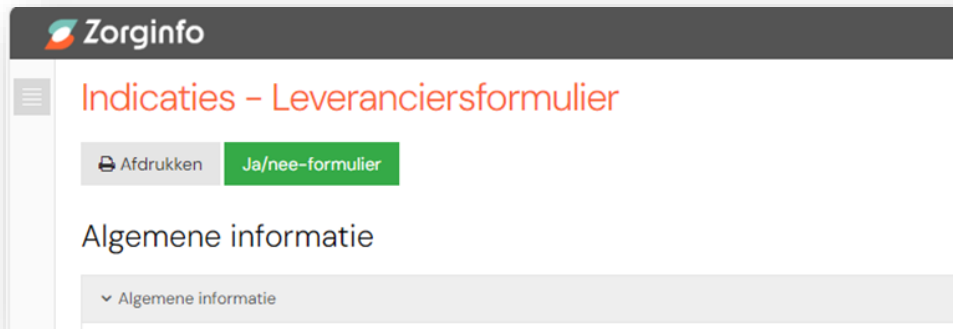 Zorginfo
Indicaties – Leveranciersformulier
Afdrukken Ja/nee-formulier
Algemene informatie
Algemene informatie